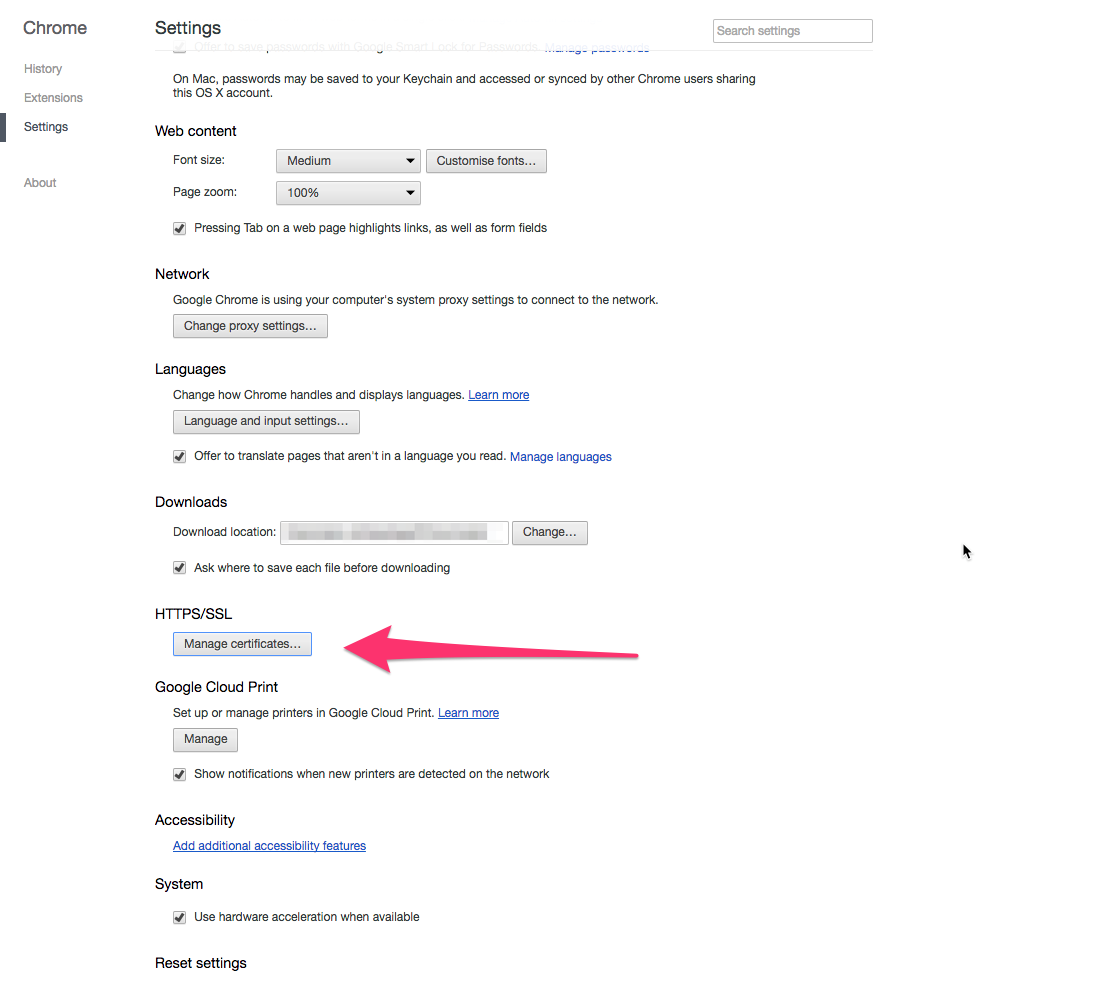 Chrome
Settings
History
Extensions
Settings
About
Search settings
Offer to save passwords with Google Smart Lock for Passwords. Manage passwords
On Mac, passwords may be saved to your Keychain and accessed or synced by other Chrome users sharing
this OS X account.
Web content
Font size:
Medium
Customise fonts...
Page zoom:
100%
Pressing Tab on a web page highlights links, as well as form fields
Network
Google Chrome is using your computer's system proxy settings to connect to the network.
Change proxy settings...
Languages
Change how Chrome handles and displays languages. Learn more
Language and input settings...
Offer to translate pages that aren't in a language you read. Manage languages
Downloads
Download location:
Change...
Ask where to save each file before downloading
HTTPS/SSL
Manage certificates...
Google Cloud Print
Set up or manage printers in Google Cloud Print. Learn more
Manage
Show notifications when new printers are detected on the network
Accessibility
Add additional accessibility features
System
Use hardware acceleration when available
Reset settings